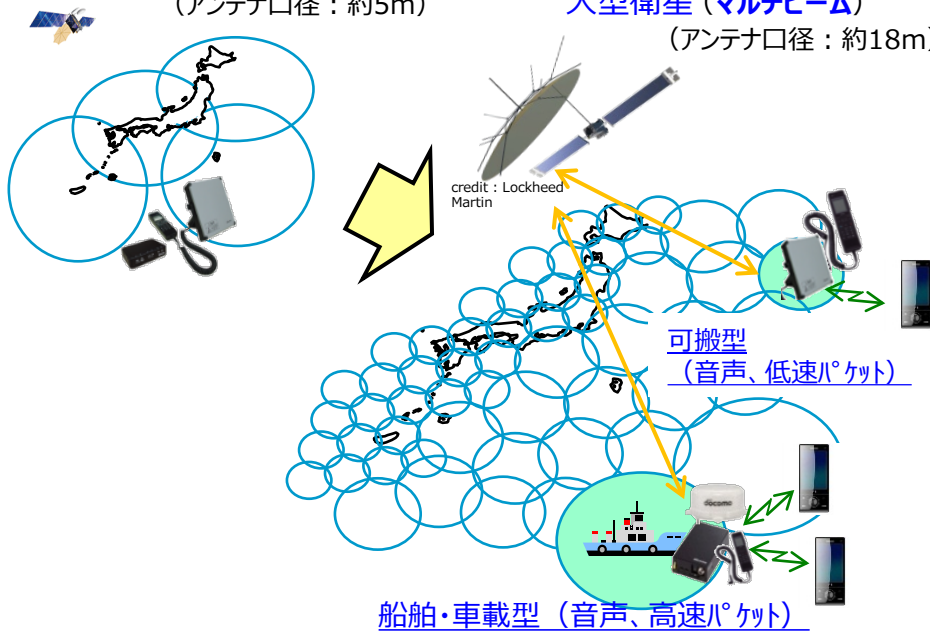 (アンテナ口径：約5m)
大型衛星（マルチビーム）
(アンテナ口径：約18m)
credit : Lockheed
Martin
可搬型
（音声、低速パケット）
docomo
船舶・車載型（音声、高速パケット）